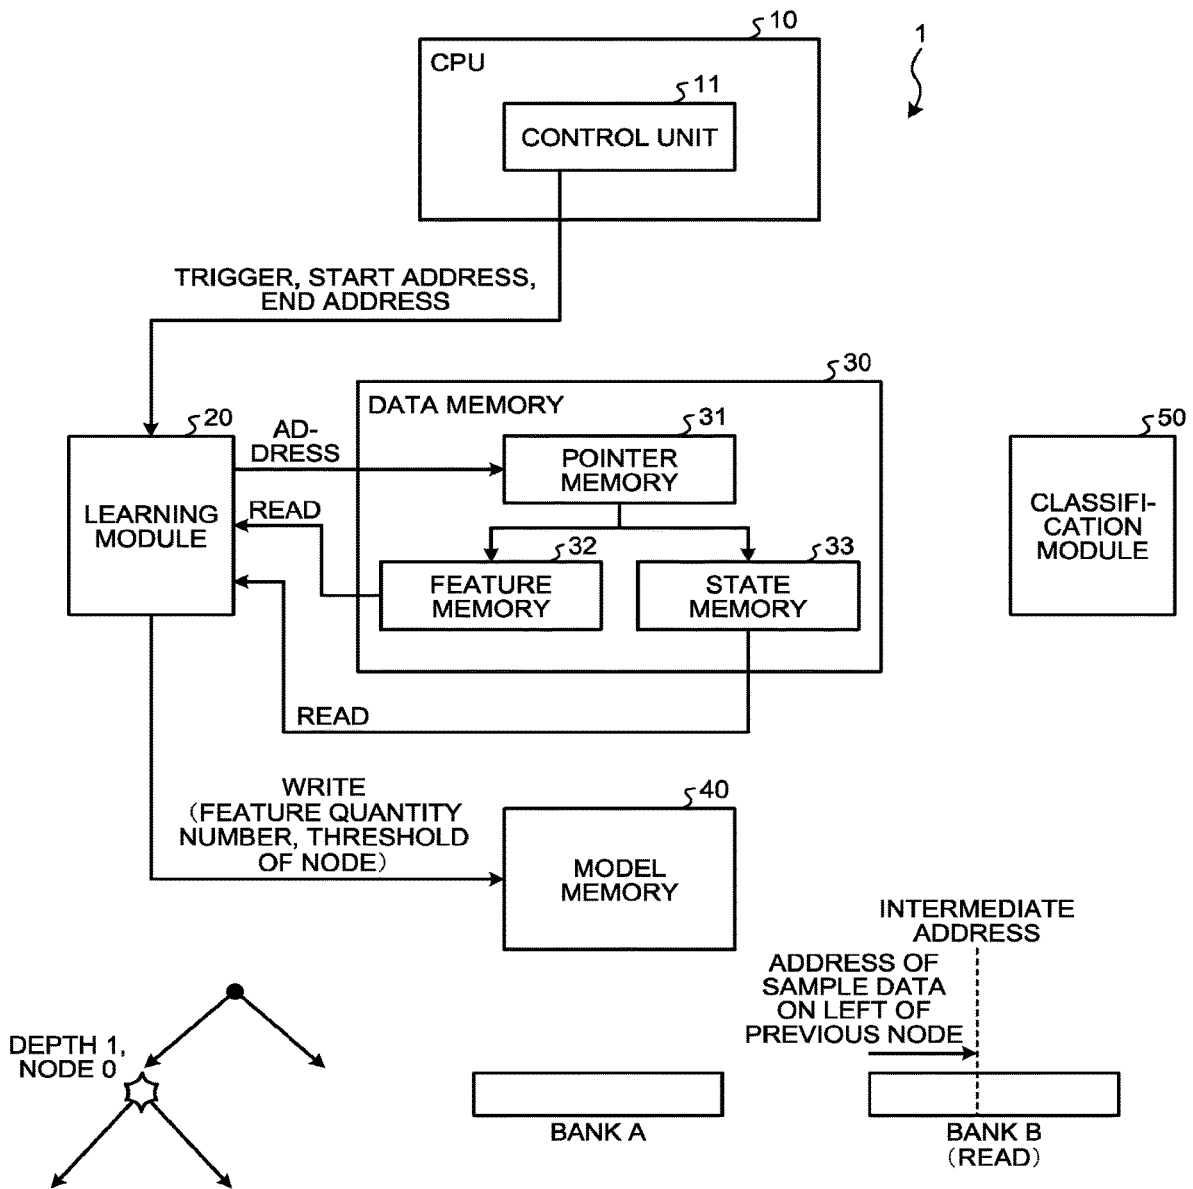 10
1
CPU
11
CONTROL UNIT
TRIGGER, START ADDRESS,
END ADDRESS
30
DATA MEMORY
20
LEARNING
MODULE
AD-
DRESS
31
POINTER
MEMORY
50
CLASSIFI-
CATION
MODULE
READ
32
FEATURE
MEMORY
33
STATE
MEMORY
READ
WRITE
(FEATURE QUANTITY
NUMBER, THRESHOLD
OF NODE)
40
MODEL
MEMORY
INTERMEDIATE
ADDRESS
ADDRESS OF
SAMPLE DATA
ON LEFT OF
PREVIOUS NODE
DEPTH 1,
NODE 0
BANK A
BANK B
(READ)